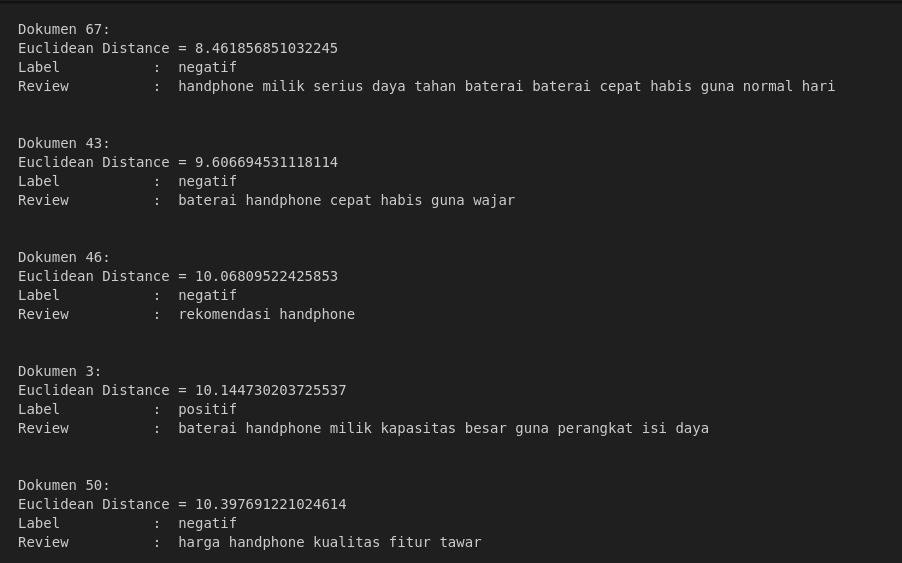 Dokumen 67:
Euclidean Distance = 8.461856851032245
Label : negatif
Review : handphone milik serius daya tahan baterai baterai cepat habis guna normal hari
Dokumen 43:
Euclidean Distance = 9.606694531118114
Label : negatif
Review : baterai handphone cepat habis guna wajar
Dokumen 46:
Euclidean Distance = 10.06809522425853
Label : negatif
Review : rekomendasi handphone
Dokumen 3:
Euclidean Distance = 10.144730203725537
Label : positif
Review : baterai handphone milik kapasitas besar guna perangkat isi daya
Dokumen 50:
Euclidean Distance = 10.397691221024614
Label : negatif
Review : harga handphone kualitas fitur tawar